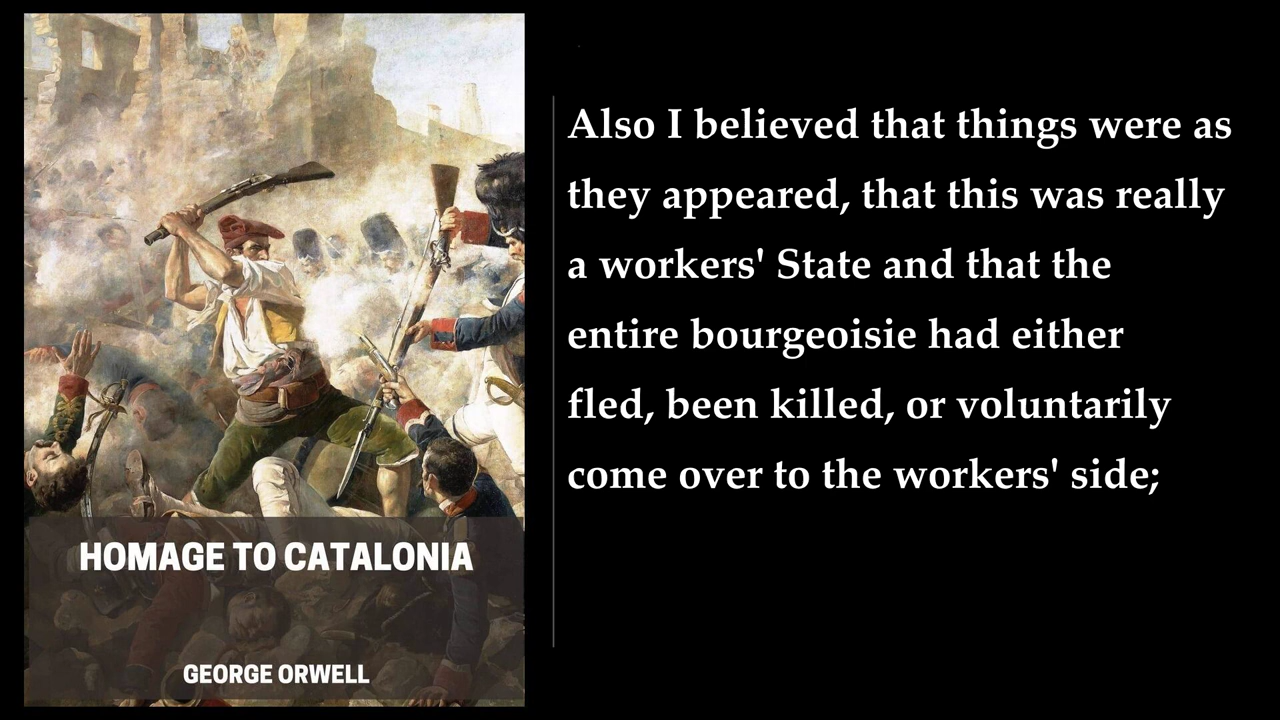 Also I believed that things were as
they appeared, that this was really
a workers' State and that the
entire bourgeoisie had either
fled, been killed, or voluntarily
come over to the workers' side;
HOMAGE TO CATALONIA
GEORGE ORWELL